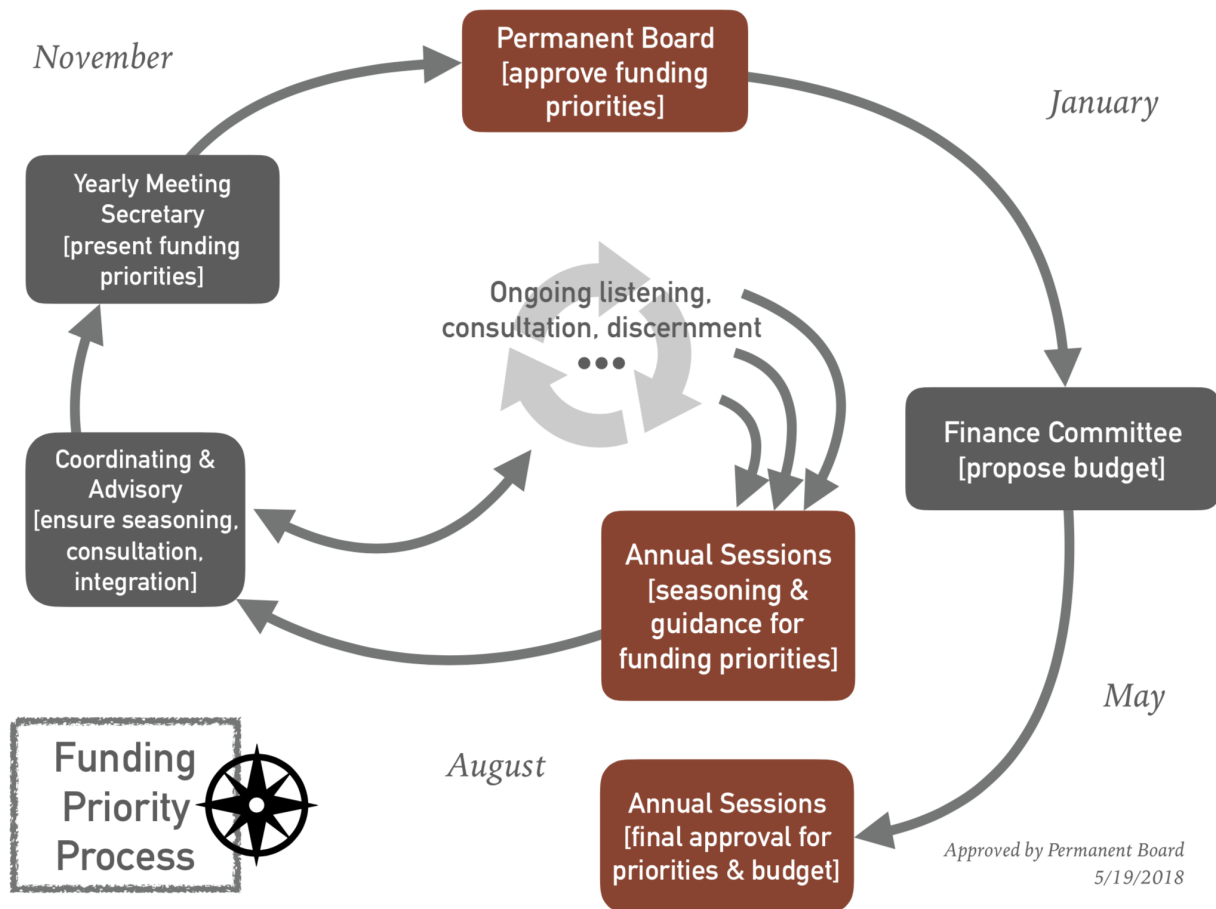 November
Permanent Board
[approve funding
priorities]
January
Yearly Meeting
Secretary
[present funding
priorities]
Ongoing listening,
consultation, discernment
•••
Finance Committee
[propose budget]
Coordinating &
Advisory
[ensure seasoning,
consultation,
integration]
Annual Sessions
[seasoning &
guidance for
funding priorities]
May
August
Funding
Priority
Process
Annual Sessions
[final approval for
priorities & budget]
Approved by Permanent Board
5/19/2018